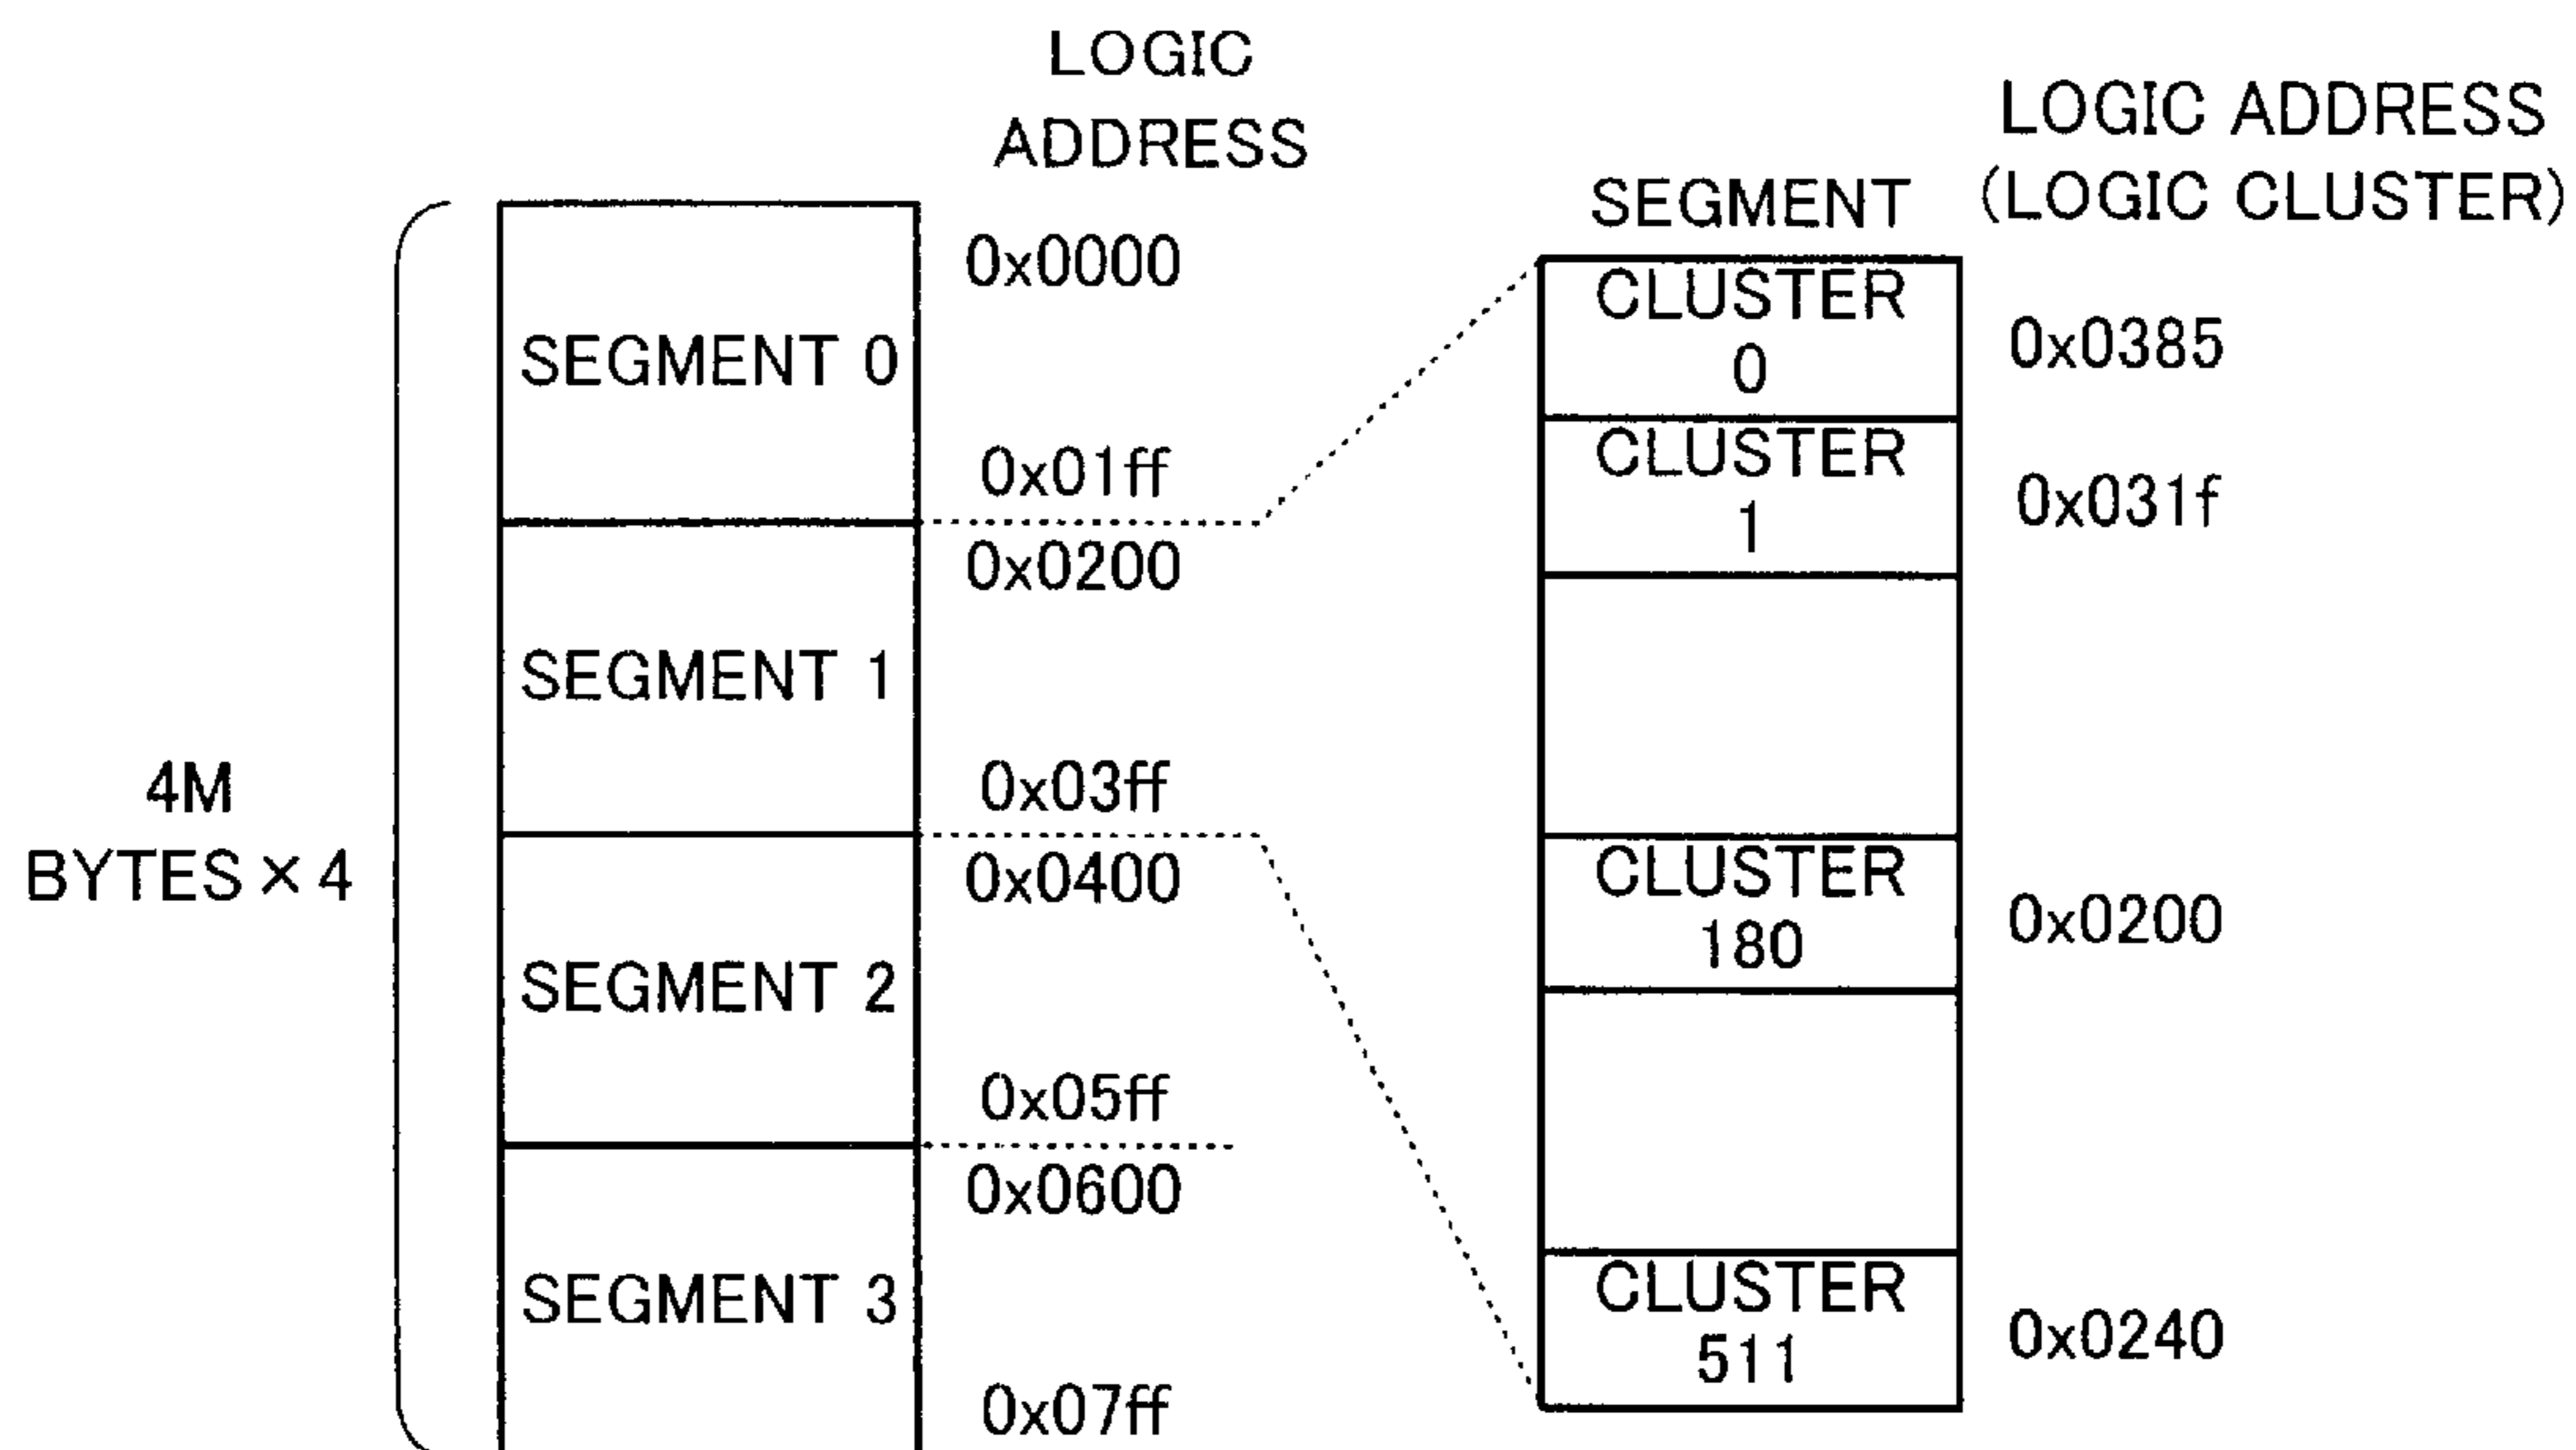 LOGIC
ADDRESS
4M
BYTES×4
SEGMENT 0
0x0000
0x01ff
SEGMENT 1
0x0200
0x03ff
SEGMENT 2
0x0400
0x05ff
SEGMENT 3
0x0600
0x07ff
SEGMENT
LOGIC ADDRESS
(LOGIC CLUSTER)
CLUSTER
0
0x0385
CLUSTER
1
0x031f
CLUSTER
180
0x0200
CLUSTER
511
0x0240